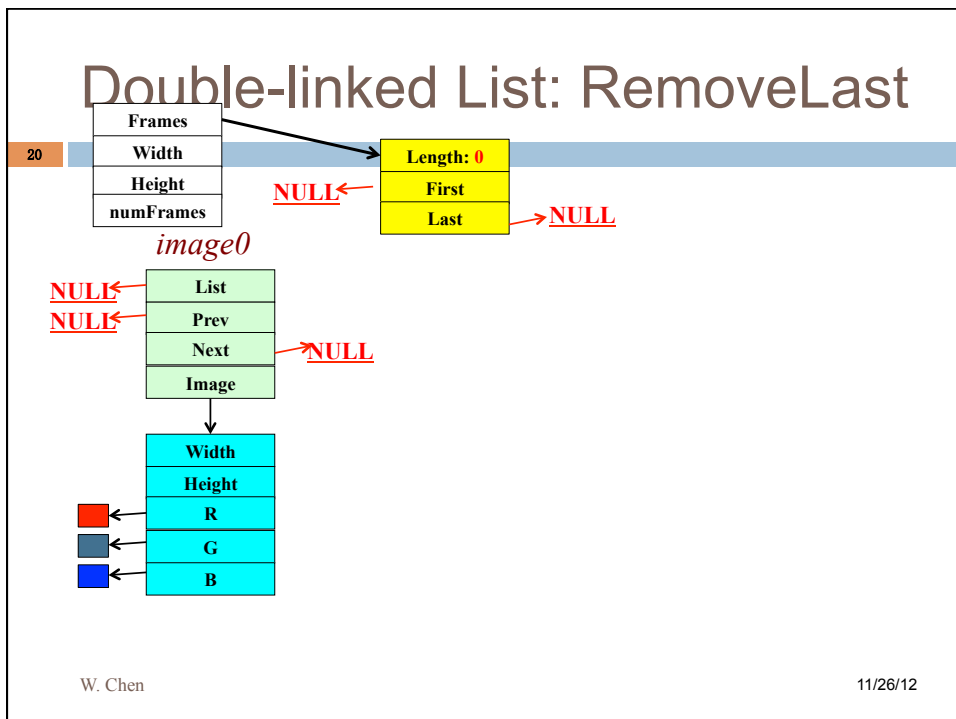 Double-linked List: RemoveLast
20
Frames
Width
Height
numFrames
Length: 0
First
Last
NULL
NULL
image0
List
Prev
Next
Image
NULL
NULL
NULL
Width
Height
R
G
B
W. Chen
11/26/12